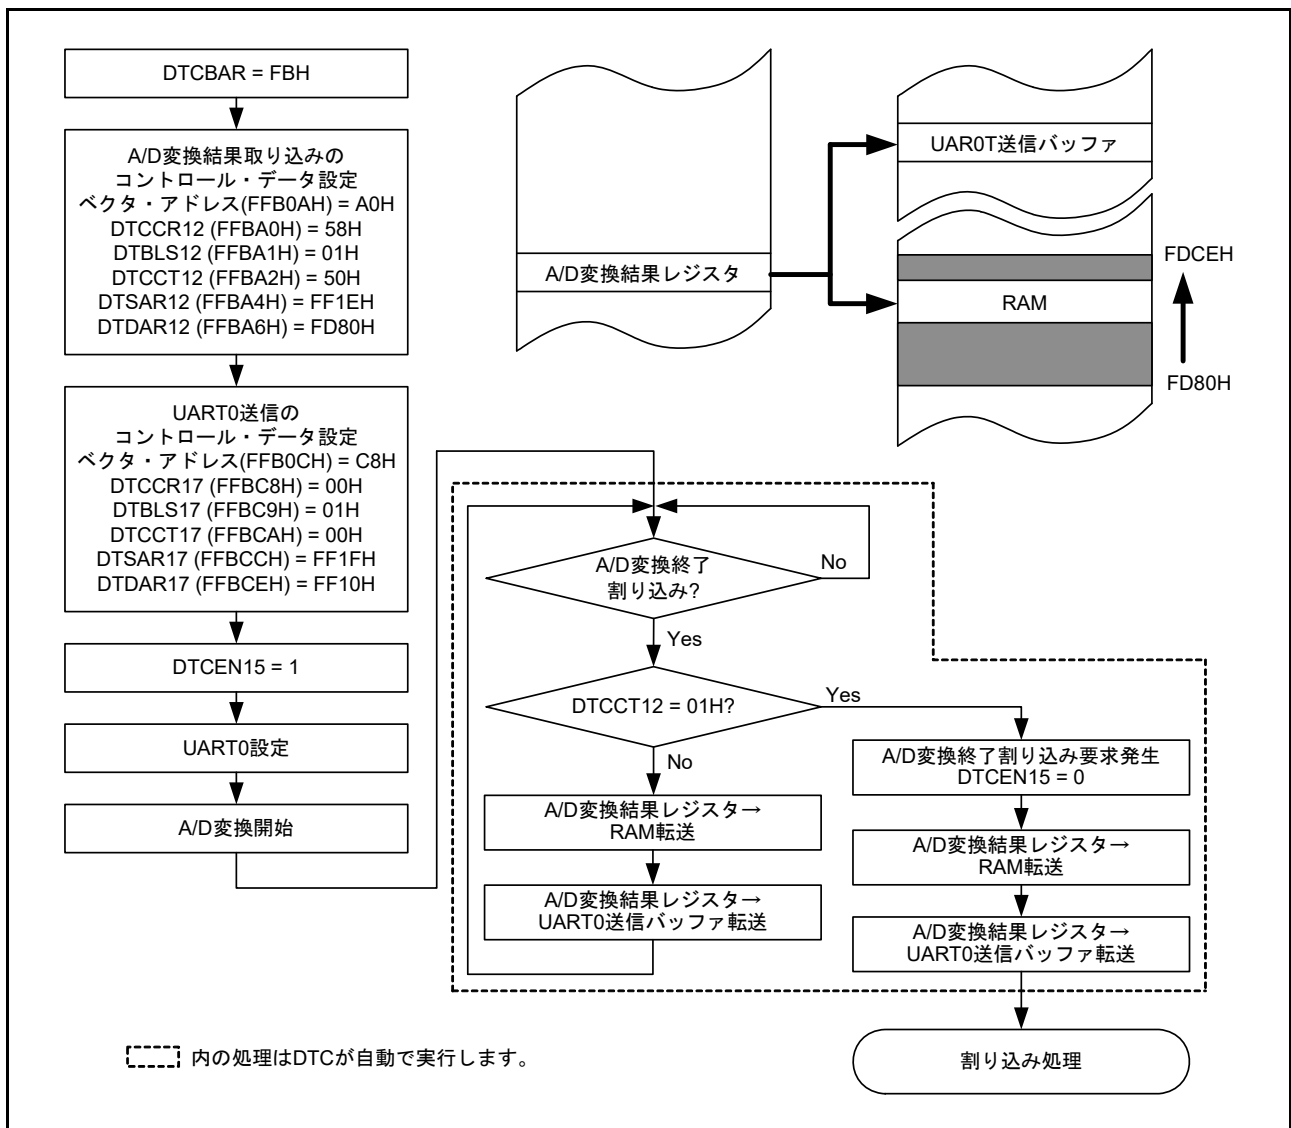 DTCBAR = FBH
A/D変換結果取り込みの
コントロール・データ設定
ベクタ・アドレス(FFB0AH) = A0H
DTCCR12 (FFBA0H) = 58H
DTBLS12 (FFBA1H) = 01H
DTCCT12 (FFBA2H) = 50H
DTSAR12 (FFBA4H) = FF1EH
DTDAR12 (FFBA6H) = FD80H
UART0送信の
コントロール・データ設定
ベクタ・アドレス(FFB0CH) = C8H
DTCCR17 (FFBC8H) = 00H
DTBLS17 (FFBC9H) = 01H
DTCCT17 (FFBCAH) = 00H
DTSAR17 (FFBCCH) = FF1FH
DTDAR17 (FFBCEH) = FF10H
DTCEN15 = 1
UART0設定
A/D変換開始
A/D変換結果レジスタ
UAR0T送信バッファ
RAM
FDCEH
FD80H
A/D変換終了
割り込み?
No
Yes
DTCCT12 = 01H?
Yes
No
A/D変換結果レジスタ→
RAM転送
A/D変換結果レジスタ→
UART0送信バッファ転送
A/D変換終了割り込み要求発生
DTCEN15 = 0
A/D変換結果レジスタ→
RAM転送
A/D変換結果レジスタ→
UART0送信バッファ転送
割り込み処理
内の処理はDTCが自動で実行します。